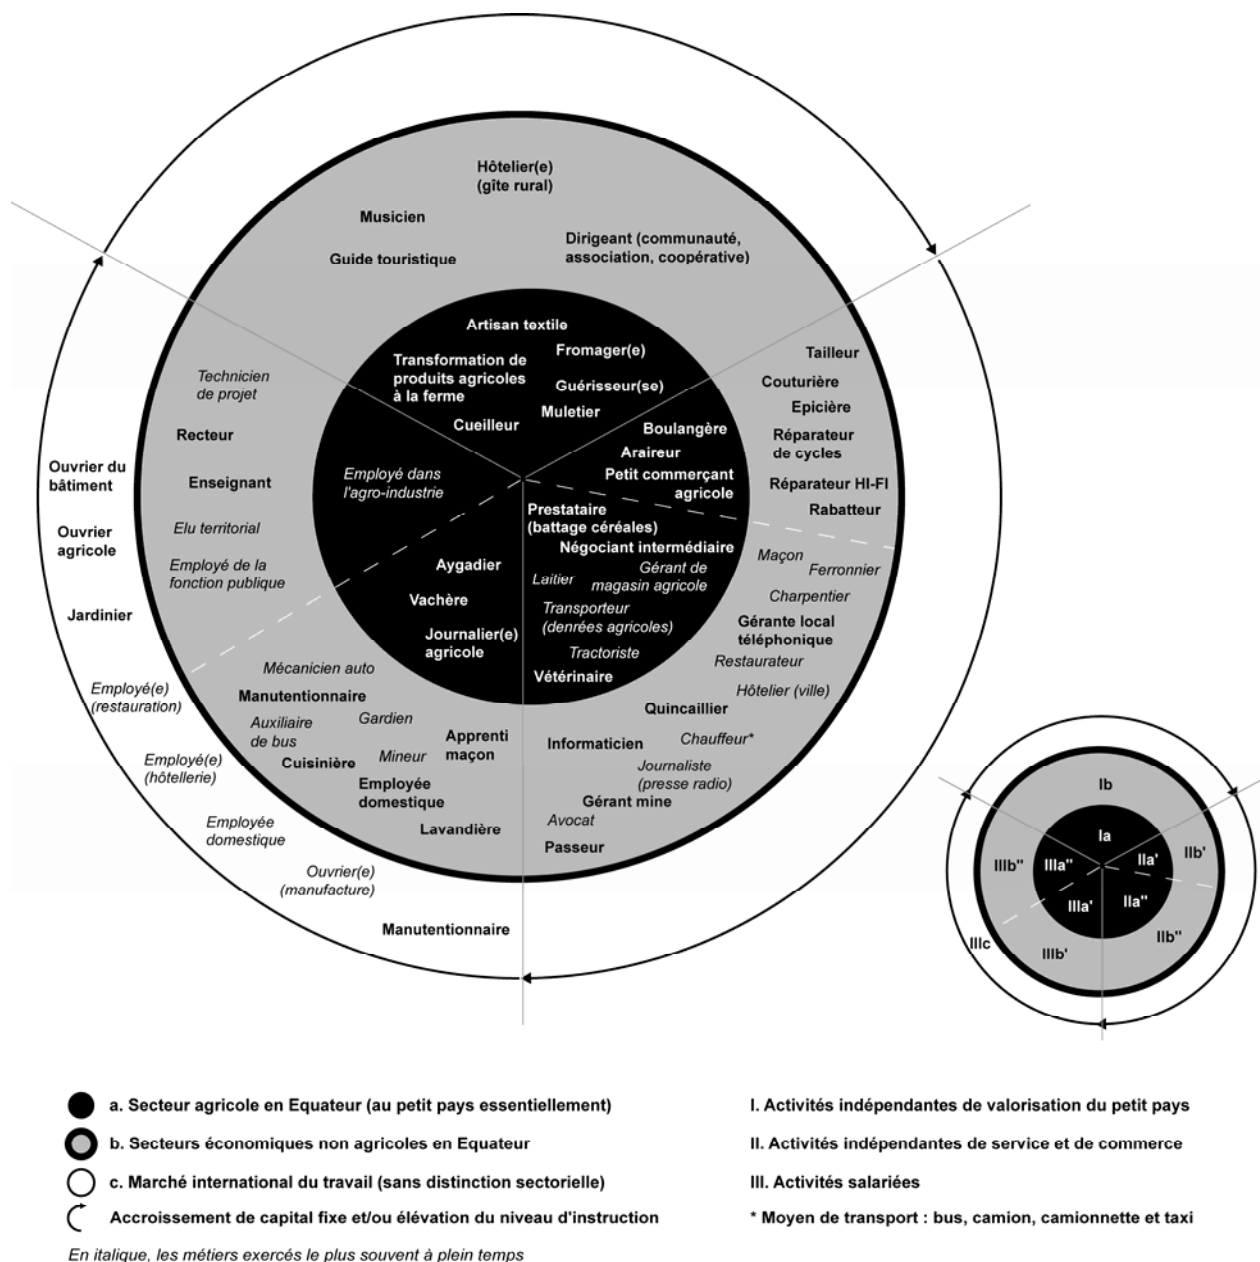 Hôtelier(e)
(gîte rural)
Musicien
Dirigeant (communauté,
association, coopérative)
Guide touristique
Artisan textile
Fromager(e)
Transformation de
produits agricoles
à la ferme
Guérisseur(se)
Muletier
Cueilleur
Boulangère
Araireur
Petit commerçant
agricole
Tailleur
Couturière
Epicière
Réparateur
de cycles
Réparateur HI-FI
Rabatteur
Technicien
de projet
Recteur
Enseignant
Elu territorial
Employé de la
fonction publique
Employé dans
l'agro-industrie
Ouvrier du
bâtiment
Ouvrier
agricole
Jardinier
Employé(e)
(restauration)
Employé(e)
(hôtellerie)
Employée
domestique
Ouvrier(e)
(manufacture)
Manutentionnaire
Prestataire
(battage céréales)
Négociant intermédiaire
Laitier
Gérant de
magasin agricole
Transporteur
(denrées agricoles)
Tractoriste
Vétérinaire
Aygadier
Vachère
Journalier(e)
agricole
Maçon
Ferronnier
Charpentier
Gérante local
téléphonique
Restaurateur
Hôtelier (ville)
Quincaillier
Informaticien
Chauffeur*
Journaliste
(presse radio)
Gérant mine
Avocat
Passeur
Mécanicien auto
Manutentionnaire
Auxiliaire
de bus
Gardien
Cuisinière
Mineur
Apprenti
maçon
Employée
domestique
Lavandière
Ib
Ia
IIb'
IIa'
IIIb"
IIIa"
IIIa'
IIa"
IIb"
IIIb'
IIIc
a. Secteur agricole en Equateur (au petit pays essentiellement)
b. Secteurs économiques non agricoles en Equateur
c. Marché international du travail (sans distinction sectorielle)
Accroissement de capital fixe et/ou élévation du niveau d'instruction
En italique, les métiers exercés le plus souvent à plein temps
I. Activités indépendantes de valorisation du petit pays
II. Activités indépendantes de service et de commerce
III. Activités salariées
* Moyen de transport : bus, camion, camionnette et taxi